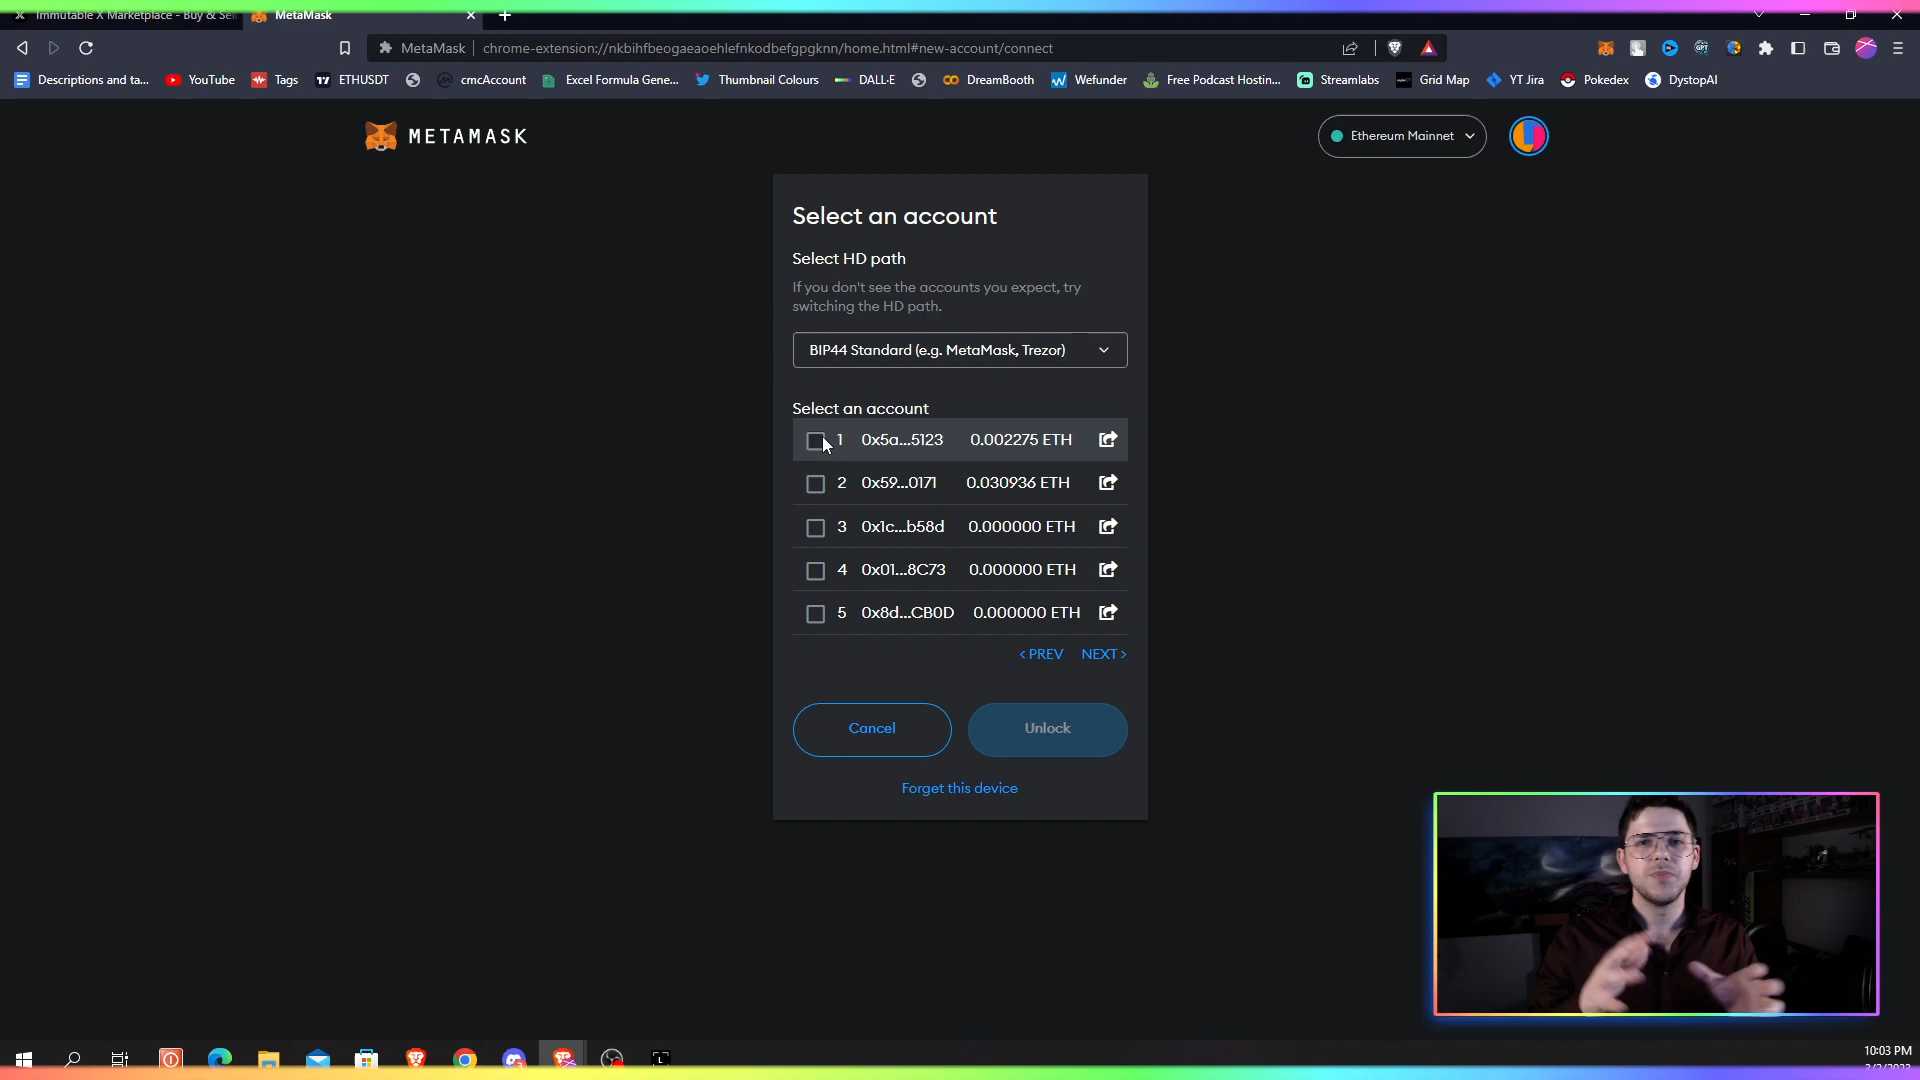 Immutable X Marketplace - Buy & Sell
MetaMask
MetaMask
chrome-extension://nkbihfbeogaeaoehlefnkodbefgpgknn/home.html#new-account/connect
Descriptions and ta...
YouTube
Tags
ETHUSDT
cmcAccount
Excel Formula Gene...
Thumbnail Colours
DALL·E
DreamBooth
Wefunder
Free Podcast Hostin...
Streamlabs
Grid Map
YT Jira
Pokedex
DystopAI
METAMASK
Ethereum Mainnet
Select an account
Select HD path
If you don't see the accounts you expect, try
switching the HD path.
BIP44 Standard (e.g. MetaMask, Trezor)
Select an account
1 0x5a...5123 0.002275 ETH
2 0x59...0171 0.030936 ETH
3 0x1c...b58d 0.000000 ETH
4 0x01...8C73 0.000000 ETH
5 0x8d...CB0D 0.000000 ETH
< PREV NEXT >
Cancel
Unlock
Forget this device
10:03 PM